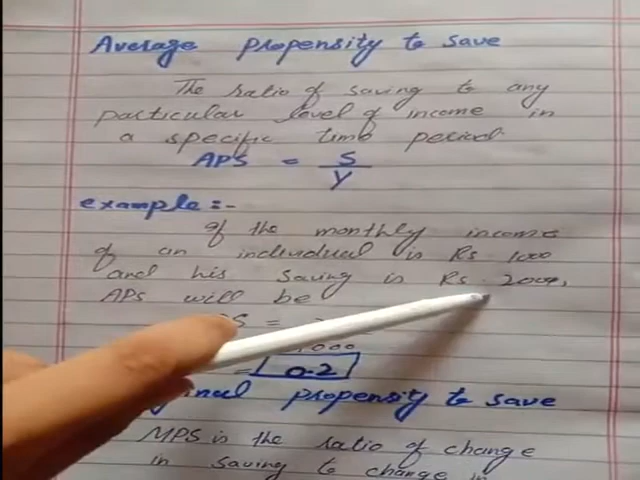 Average propensity to save
The ratio of saving to any
particular level of income in
a specific time period.
APS = S
Y
example :-
If the monthly income
of an individual is Rs 1000
and his saving is Rs 200,
APS will be
S =
1000
= 0.2
propensity to save
MPS is the ratio of change
in saving to change in